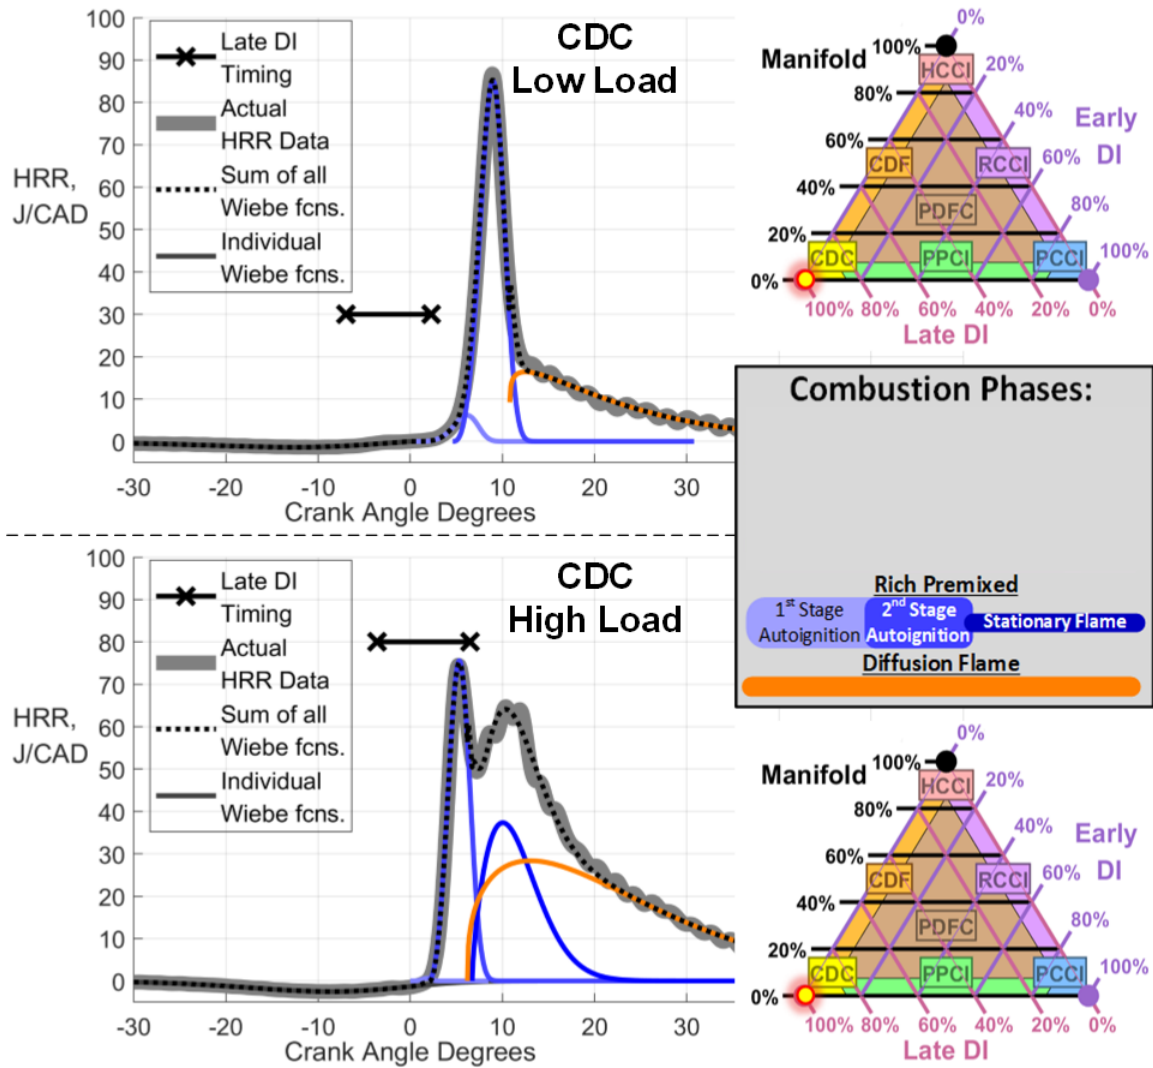 CDC
Low Load
Late DI
Timing
Actual
HRR Data
Sum of all
Wiebe fcns.
Individual
Wiebe fcns.
HRR,
J/CAD
100
90
80
70
60
50
40
30
20
10
0
-30 -20 -10 0 10 20 30
Crank Angle Degrees
Manifold
100%
80%
60%
40%
20%
0%
0%
20%
40%
60%
80%
100%
Early
DI
HCCI
CDF
RCCI
PDFC
CDC
PPCI
PCCI
100% 80% 60% 40% 20% 0%
Late DI
Combustion Phases:
Rich Premixed
1st Stage
Autoignition
2nd Stage
Autoignition
Stationary Flame
Diffusion Flame
CDC
High Load
Late DI
Timing
Actual
HRR Data
Sum of all
Wiebe fcns.
Individual
Wiebe fcns.
HRR,
J/CAD
100
90
80
70
60
50
40
30
20
10
0
-30 -20 -10 0 10 20 30
Crank Angle Degrees
Manifold
100%
80%
60%
40%
20%
0%
0%
20%
40%
60%
80%
100%
Early
DI
HCCI
CDF
RCCI
PDFC
CDC
PPCI
PCCI
100% 80% 60% 40% 20% 0%
Late DI